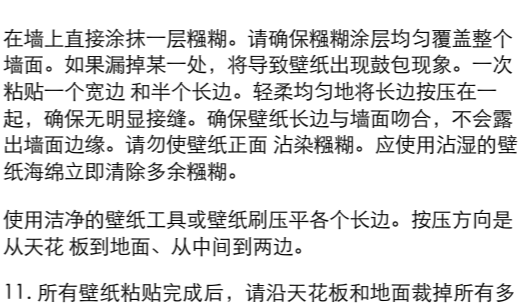 在墙上直接涂抹一层糨糊。请确保糨糊涂层均匀覆盖整个
墙面。如果漏掉某一处，将导致壁纸出现鼓包现象。一次
粘贴一个宽边 和半个长边。轻柔均匀地将长边按压在一
起，确保无明显接缝。确保壁纸长边与墙面吻合，不会露
出墙面边缘。请勿使壁纸正面 沾染糨糊。应使用沾湿的壁
纸海绵立即清除多余糨糊。
使用洁净的壁纸工具或壁纸刷压平各个长边。按压方向是
从天花 板到地面、从中间到两边。
11. 所有壁纸粘贴完成后，请沿天花板和地面裁掉所有多